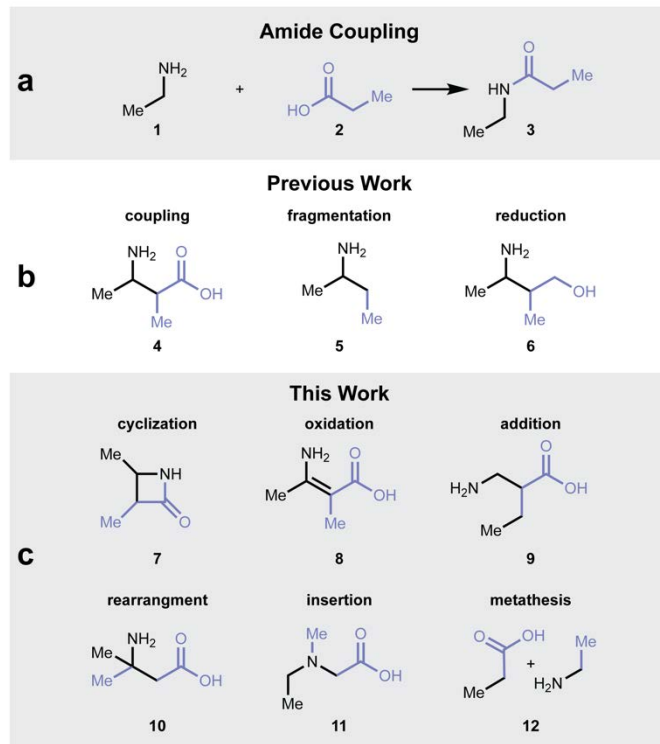 Amide Coupling
a
NH2
Me
1
+
O
HO
Me
2
O
HN
Me
Me
3
Previous Work
coupling fragmentation reduction
b
NH2
O
Me
OH
Me
4
NH2
Me
Me
5
NH2
Me
OH
Me
6
This Work
cyclization oxidation addition
c
Me
NH
Me
O
7
NH2
O
Me
OH
Me
8
O
H2N
OH
Me
9
rearrangment insertion metathesis
NH2
O
Me
Me
OH
10
Me
O
N
OH
Me
11
OH
O
Me
+
Me
H2N
12